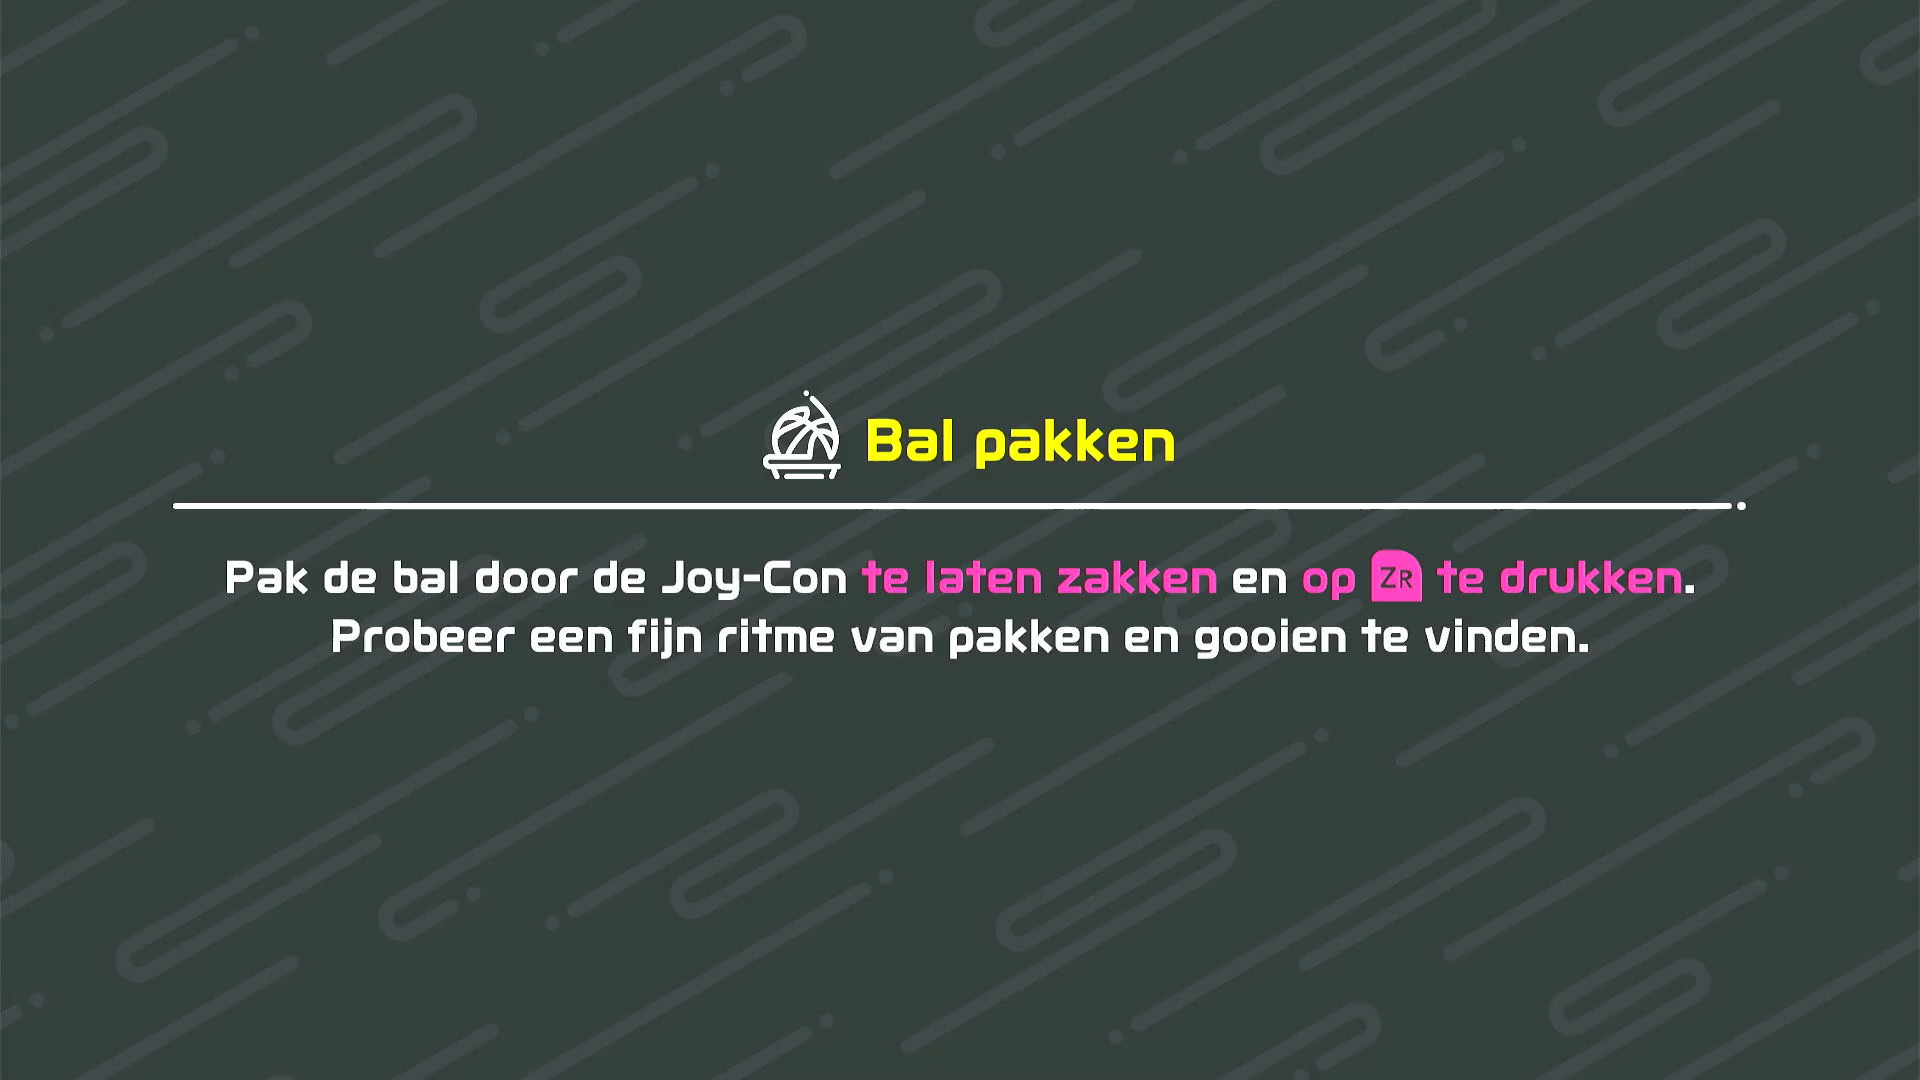 Bal pakken
Pak de bal door de Joy-Con te laten zakken en op ZR te drukken.
Probeer een fijn ritme van pakken en gooien te vinden.